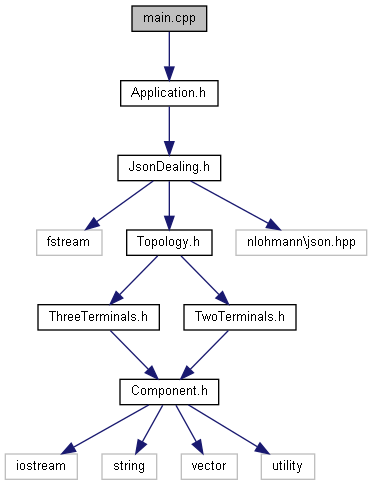 main.cpp
Application.h
JsonDealing.h
fstream
Topology.h
nlohmann\json.hpp
ThreeTerminals.h
TwoTerminals.h
Component.h
iostream
string
vector
utility